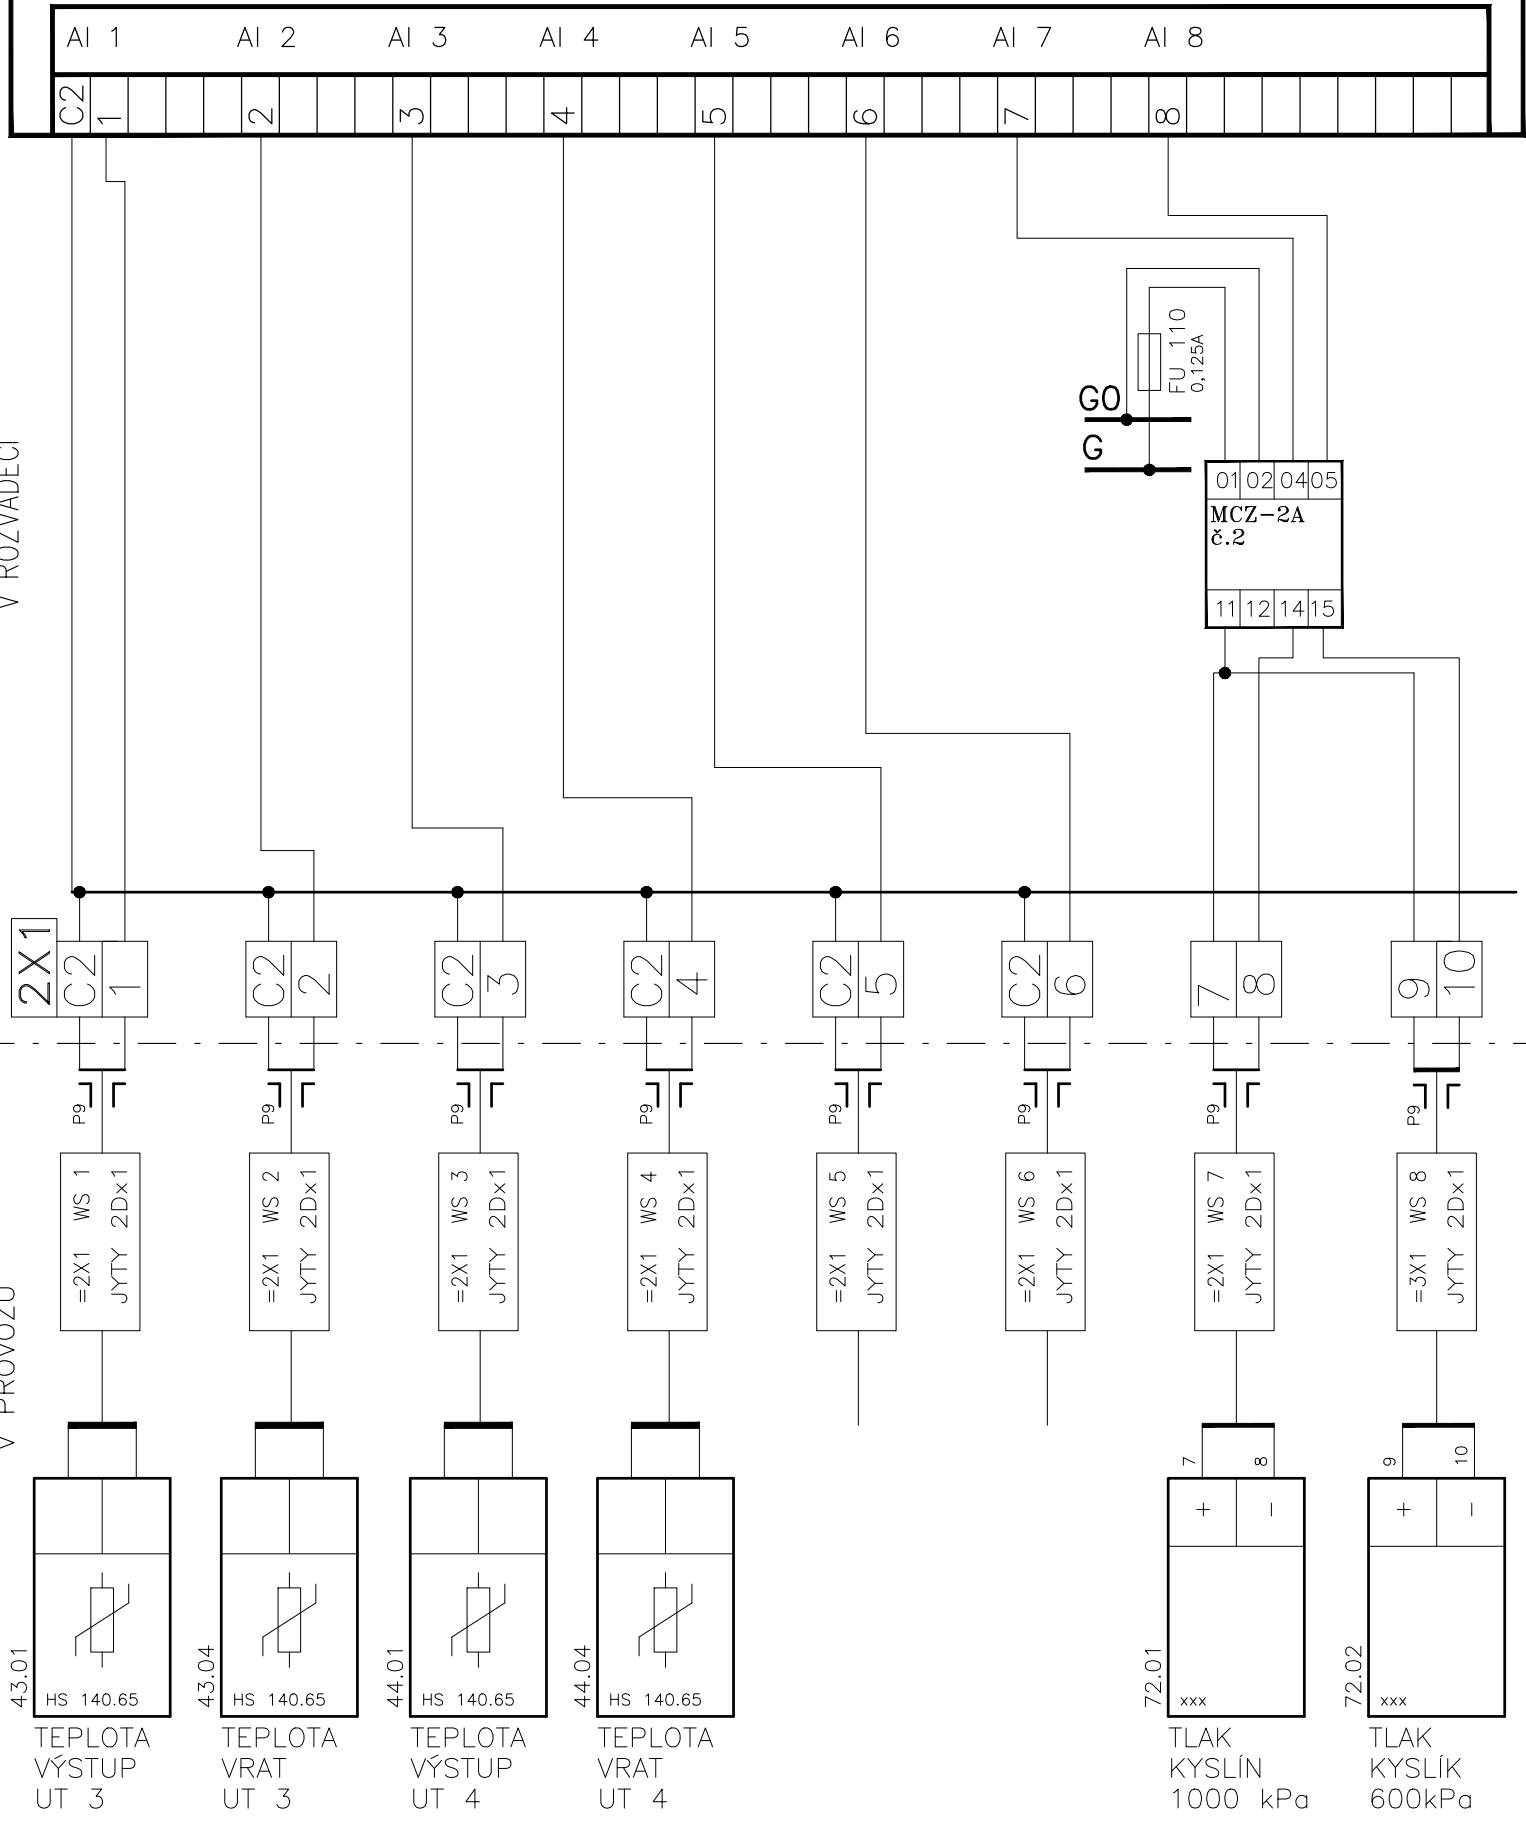 AI 1 AI 2 AI 3 AI 4 AI 5 AI 6 AI 7 AI 8
C2 1 2 3 4 5 6 7 8
V ROZVADECI
FU 110
0,125A
G0
G
01 02 04 05
MCZ-2A
č.2
11 12 14 15
2X1
C2 1 C2 2 C2 3 C2 4 C2 5 C2 6 7 8 9 10
P9 P9 P9 P9 P9 P9 P9 P9
V PROVOZU
=2X1 WS 1
JYTY 2Dx1
=2X1 WS 2
JYTY 2Dx1
=2X1 WS 3
JYTY 2Dx1
=2X1 WS 4
JYTY 2Dx1
=2X1 WS 5
JYTY 2Dx1
=2X1 WS 6
JYTY 2Dx1
=2X1 WS 7
JYTY 2Dx1
=3X1 WS 8
JYTY 2Dx1
7 8 9 10
+ - + -
43.01
HS 140.65
TEPLOTA
VÝSTUP
UT 3
43.04
HS 140.65
TEPLOTA
VRAT
UT 3
44.01
HS 140.65
TEPLOTA
VÝSTUP
UT 4
44.04
HS 140.65
TEPLOTA
VRAT
UT 4
72.01
xxx
TLAK
KYSLÍN
1000 kPa
72.02
xxx
TLAK
KYSLÍK
600kPa